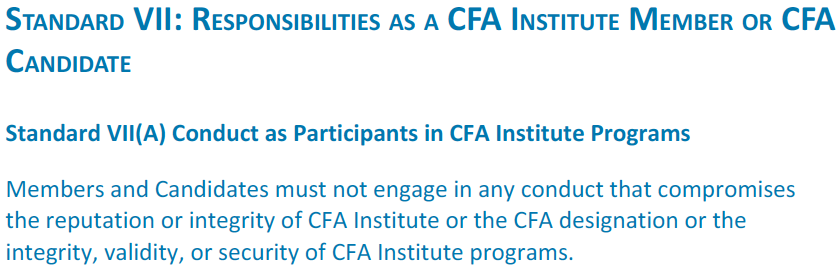 STANDARD VII: RESPONSIBILITIES AS A CFA INSTITUTE MEMBER OR CFA
CANDIDATE
Standard VII(A) Conduct as Participants in CFA Institute Programs
Members and Candidates must not engage in any conduct that compromises
the reputation or integrity of CFA Institute or the CFA designation or the
integrity, validity, or security of CFA Institute programs.